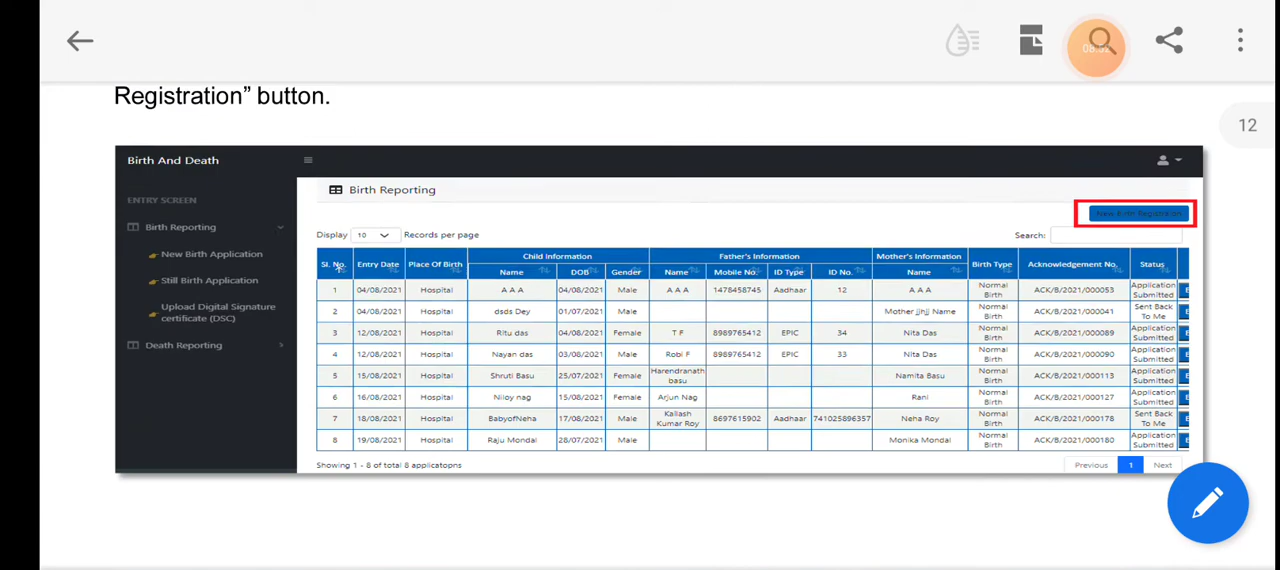 08:52
Registration” button.
12
Birth And Death
ENTRY SCREEN
Birth Reporting
New Birth Application
Still Birth Application
Upload Digital Signature
certificate (DSC)
Death Reporting
Birth Reporting
New Birth Registraion
Display 10 Records per page Search:
Sl. No. Entry Date Place Of Birth Child Information Father's Information Mother's Information Birth Type Acknowledgement No. Status
Name DOB Gender Name Mobile No. ID Type ID No. Name
1 04/08/2021 Hospital A A A 04/08/2021 Male A A A 1478458745 Aadhaar 12 A A A Normal Birth ACK/B/2021/000053 Application Submitted
2 04/08/2021 Hospital dsds Dey 01/07/2021 Male Mother jjhjj Name Normal Birth ACK/B/2021/000041 Sent Back To Me
3 12/08/2021 Hospital Ritu das 04/08/2021 Female T F 8989765412 EPIC 34 Nita Das Normal Birth ACK/B/2021/000089 Application Submitted
4 12/08/2021 Hospital Nayan das 03/08/2021 Male Robi F 8989765412 EPIC 33 Nita Das Normal Birth ACK/B/2021/000090 Application Submitted
5 15/08/2021 Hospital Shruti Basu 25/07/2021 Female Harendranath basu Namita Basu Normal Birth ACK/B/2021/000113 Application Submitted
6 16/08/2021 Hospital Niloy nag 15/08/2021 Female Arjun Nag Rani Normal Birth ACK/B/2021/000127 Application Submitted
7 18/08/2021 Hospital BabyofNeha 17/08/2021 Male Kailash Kumar Roy 8697615902 Aadhaar 741025896357 Neha Roy Normal Birth ACK/B/2021/000178 Sent Back To Me
8 19/08/2021 Hospital Raju Mondal 28/07/2021 Male Monika Mondal Normal Birth ACK/B/2021/000180 Application Submitted
Showing 1 - 8 of total 8 applicatopns
Previous 1 Next